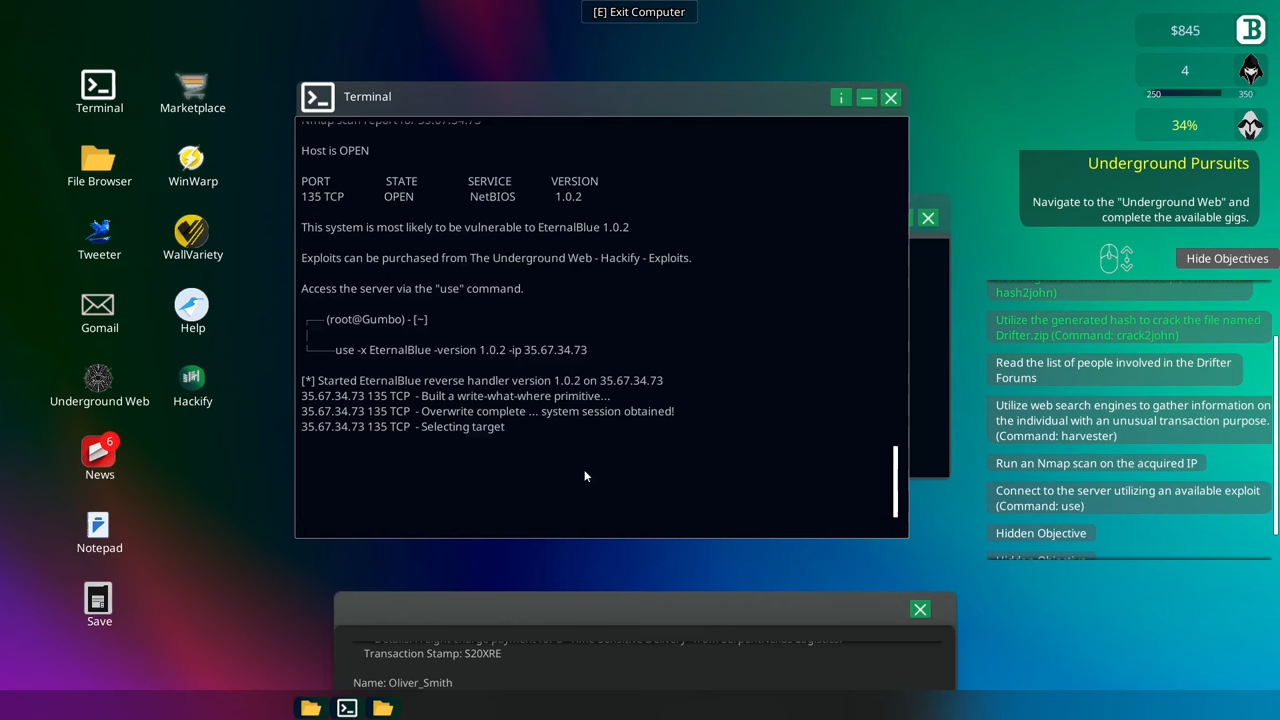 [E] Exit Computer
$845
4
250
350
34%
Underground Pursuits
Navigate to the "Underground Web" and
complete the available gigs.
Hide Objectives
hash2john)
Utilize the generated hash to crack the file named
Drifter.zip (Command: crack2john)
Read the list of people involved in the Drifter
Forums
Utilize web search engines to gather information on
the individual with an unusual transaction purpose.
(Command: harvester)
Run an Nmap scan on the acquired IP
Connect to the server utilizing an available exploit
(Command: use)
Hidden Objective
Hidden Objective
Terminal
Marketplace
File Browser
WinWarp
Tweeter
WallVariety
Gomail
Help
Underground Web
Hackify
6
News
Notepad
Save
Terminal
Nmap scan report for 35.67.34.73
Host is OPEN
PORT STATE SERVICE VERSION
135 TCP OPEN NetBIOS 1.0.2
This system is most likely to be vulnerable to EternalBlue 1.0.2
Exploits can be purchased from The Underground Web - Hackify - Exploits.
Access the server via the "use" command.
(root@Gumbo) - [~]
use -x EternalBlue -version 1.0.2 -ip 35.67.34.73
[*] Started EternalBlue reverse handler version 1.0.2 on 35.67.34.73
35.67.34.73 135 TCP - Built a write-what-where primitive...
35.67.34.73 135 TCP - Overwrite complete ... system session obtained!
35.67.34.73 135 TCP - Selecting target
Transaction Stamp: S20XRE
Name: Oliver_Smith